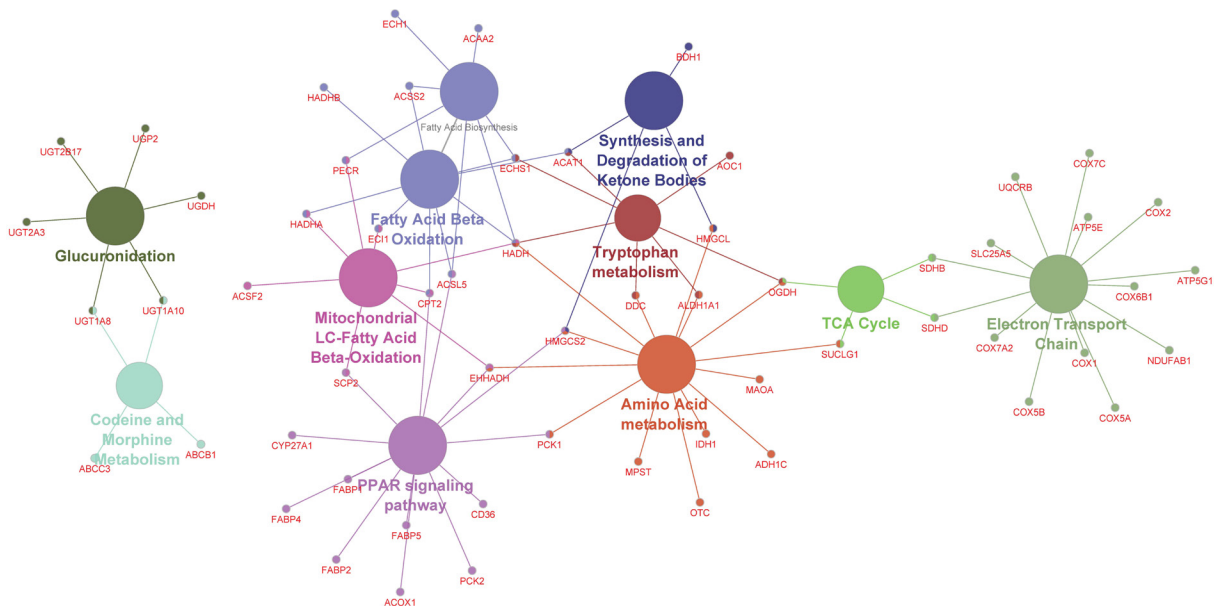 ECH1
ACAA2
BDH1
HADHB
ACSS2
Fatty Acid Biosynthesis
UGP2
UGT2B17
PECR
ECHS1
ACAT1
Synthesis and
Degradation of
Ketone Bodies
AOC1
COX7C
UQCRB
UGDH
UGT2A3
HADHA
Fatty Acid Beta
Oxidation
ECI1
HADH
HMGCL
COX2
ATP5E
SLC25A5
Glucuronidation
Tryptophan
metabolism
SDHB
ATP5G1
ACSF2
ACSL5
CPT2
DDC
ALDH1A1
OGDH
COX6B1
UGT1A8
UGT1A10
Mitochondrial
LC-Fatty Acid
Beta-Oxidation
TCA Cycle
SDHD
Electron Transport
Chain
HMGCS2
SUCLG1
COX7A2
COX1
NDUFAB1
SCP2
EHHADH
MAOA
Amino Acid
metabolism
COX5B
COX5A
Codeine and
Morphine
Metabolism
ABCC3
ABCB1
CYP27A1
PCK1
IDH1
ADH1C
MPST
PPAR signaling
pathway
FABP1
FABP4
CD36
OTC
FABP5
FABP2
PCK2
ACOX1